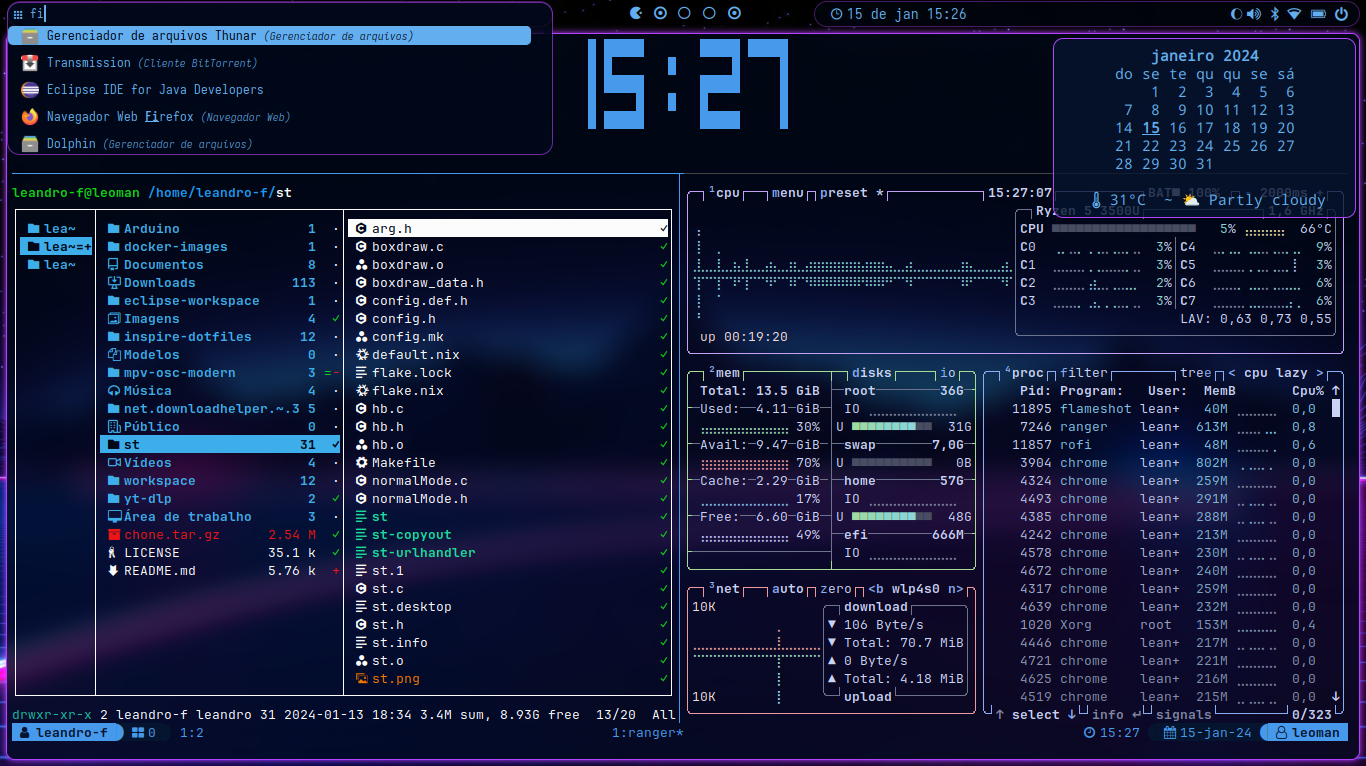 fi
15 de jan 15:26
Gerenciador de arquivos Thunar (Gerenciador de arquivos)
Transmission (Cliente BitTorrent)
Eclipse IDE for Java Developers
Navegador Web Firefox (Navegador Web)
Dolphin (Gerenciador de arquivos)
15:27
janeiro 2024
do se te qu qu se sá
1 2 3 4 5 6
7 8 9 10 11 12 13
14 15 16 17 18 19 20
21 22 23 24 25 26 27
28 29 30 31
31°C ~ Partly cloudy
leandro-f@leoman /home/leandro-f/st
lea~
lea~=+
lea~
Arduino 1
docker-images 1
Documentos 8
Downloads 113
eclipse-workspace 1
Imagens 4 ✓
inspire-dotfiles 12
Modelos 0
mpv-osc-modern 3 =-
Música 4
net.downloadhelper.~.3 5
Público 0
st 31 ✓
Vídeos 4
workspace 12
yt-dlp 2 ✓
Área de trabalho 3
chone.tar.gz 2.54 M ✓
LICENSE 35.1 k ✓
README.md 5.76 k +
arg.h ✓
boxdraw.c ✓
boxdraw.o ✓
boxdraw_data.h ✓
config.def.h ✓
config.h ✓
config.mk ✓
default.nix ✓
flake.lock ✓
flake.nix ✓
hb.c ✓
hb.h ✓
hb.o ✓
Makefile ✓
normalMode.c ✓
normalMode.h ✓
st ✓
st-copyout ✓
st-urlhandler ✓
st.1 ✓
st.c ✓
st.desktop ✓
st.h ✓
st.info ✓
st.o ✓
st.png ✓
drwxr-xr-x 2 leandro-f leandro 31 2024-01-13 18:34 3.4M sum, 8.93G free 13/20 All
1cpu menu preset * 15:27:07 BAT■ 100% - 2000ms +
Ryzen 5 3500U 1,6 GHz
CPU 5% 66°C
C0 3% C4 9%
C1 3% C5 3%
C2 2% C6 6%
C3 3% C7 6%
LAV: 0,63 0,73 0,55
up 00:19:20
2mem
Total: 13.5 GiB
Used: 4.11 GiB
30%
Avail: 9.47 GiB
70%
Cache: 2.29 GiB
17%
Free: 6.60 GiB
49%
disks io
root 36G
IO
U 31G
swap 7,0G
U 0B
home 57G
IO
U 48G
efi 666M
IO
3net auto zero <b wlp4s0 n>
10K
10K
download
▼ 106 Byte/s
▼ Total: 70.7 MiB
▲ 0 Byte/s
▲ Total: 4.18 MiB
upload
4proc filter tree < cpu lazy >
Pid: Program: User: MemB Cpu% ↑
11895 flameshot lean+ 40M 0,0
7246 ranger lean+ 613M 0,8
11857 rofi lean+ 48M 0,6
3904 chrome lean+ 802M 0,2
4324 chrome lean+ 259M 0,0
4493 chrome lean+ 291M 0,0
4385 chrome lean+ 288M 0,0
4242 chrome lean+ 213M 0,0
4578 chrome lean+ 230M 0,0
4672 chrome lean+ 240M 0,0
4317 chrome lean+ 259M 0,0
4639 chrome lean+ 232M 0,0
1020 Xorg root 153M 0,4
4446 chrome lean+ 217M 0,0
4721 chrome lean+ 221M 0,0
4625 chrome lean+ 216M 0,0
4519 chrome lean+ 215M 0,0 ↓
↑ select ↓ info ↵ signals 0/323
leandro-f 0 1:2 1:ranger* 15:27 15-jan-24 leoman